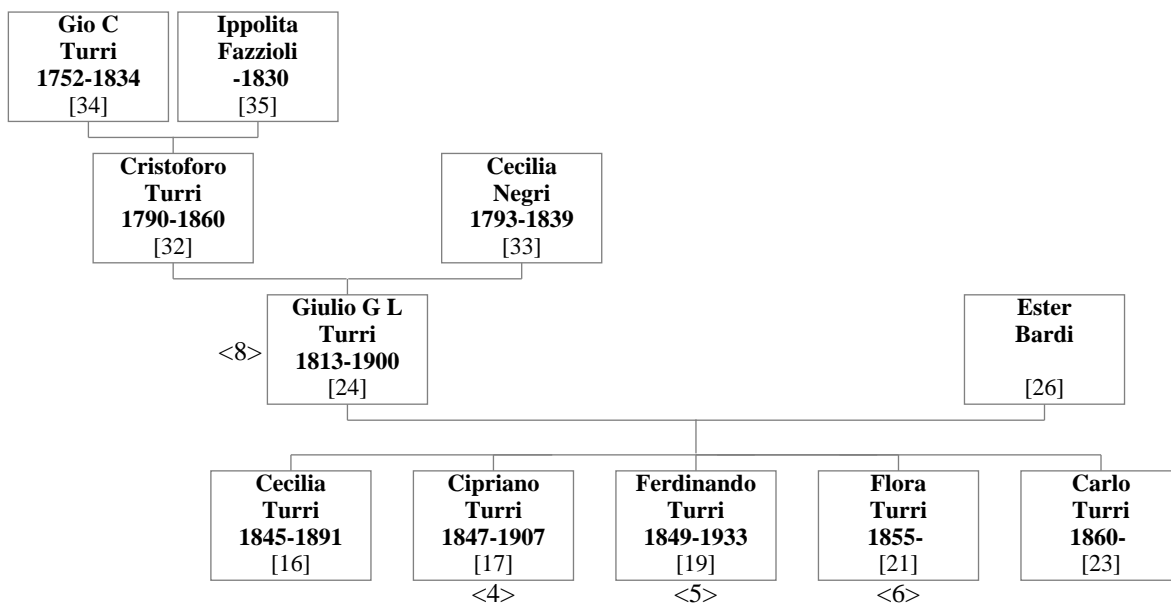 Gio C
Turri
1752-1834
[34]
Ippolita
Fazzioli
-1830
[35]
Cristoforo
Turri
1790-1860
[32]
Cecilia
Negri
1793-1839
[33]
<8>
Giulio G L
Turri
1813-1900
[24]
Ester
Bardi
[26]
Cecilia
Turri
1845-1891
[16]
Cipriano
Turri
1847-1907
[17]
<4>
Ferdinando
Turri
1849-1933
[19]
<5>
Flora
Turri
1855-
[21]
<6>
Carlo
Turri
1860-
[23]